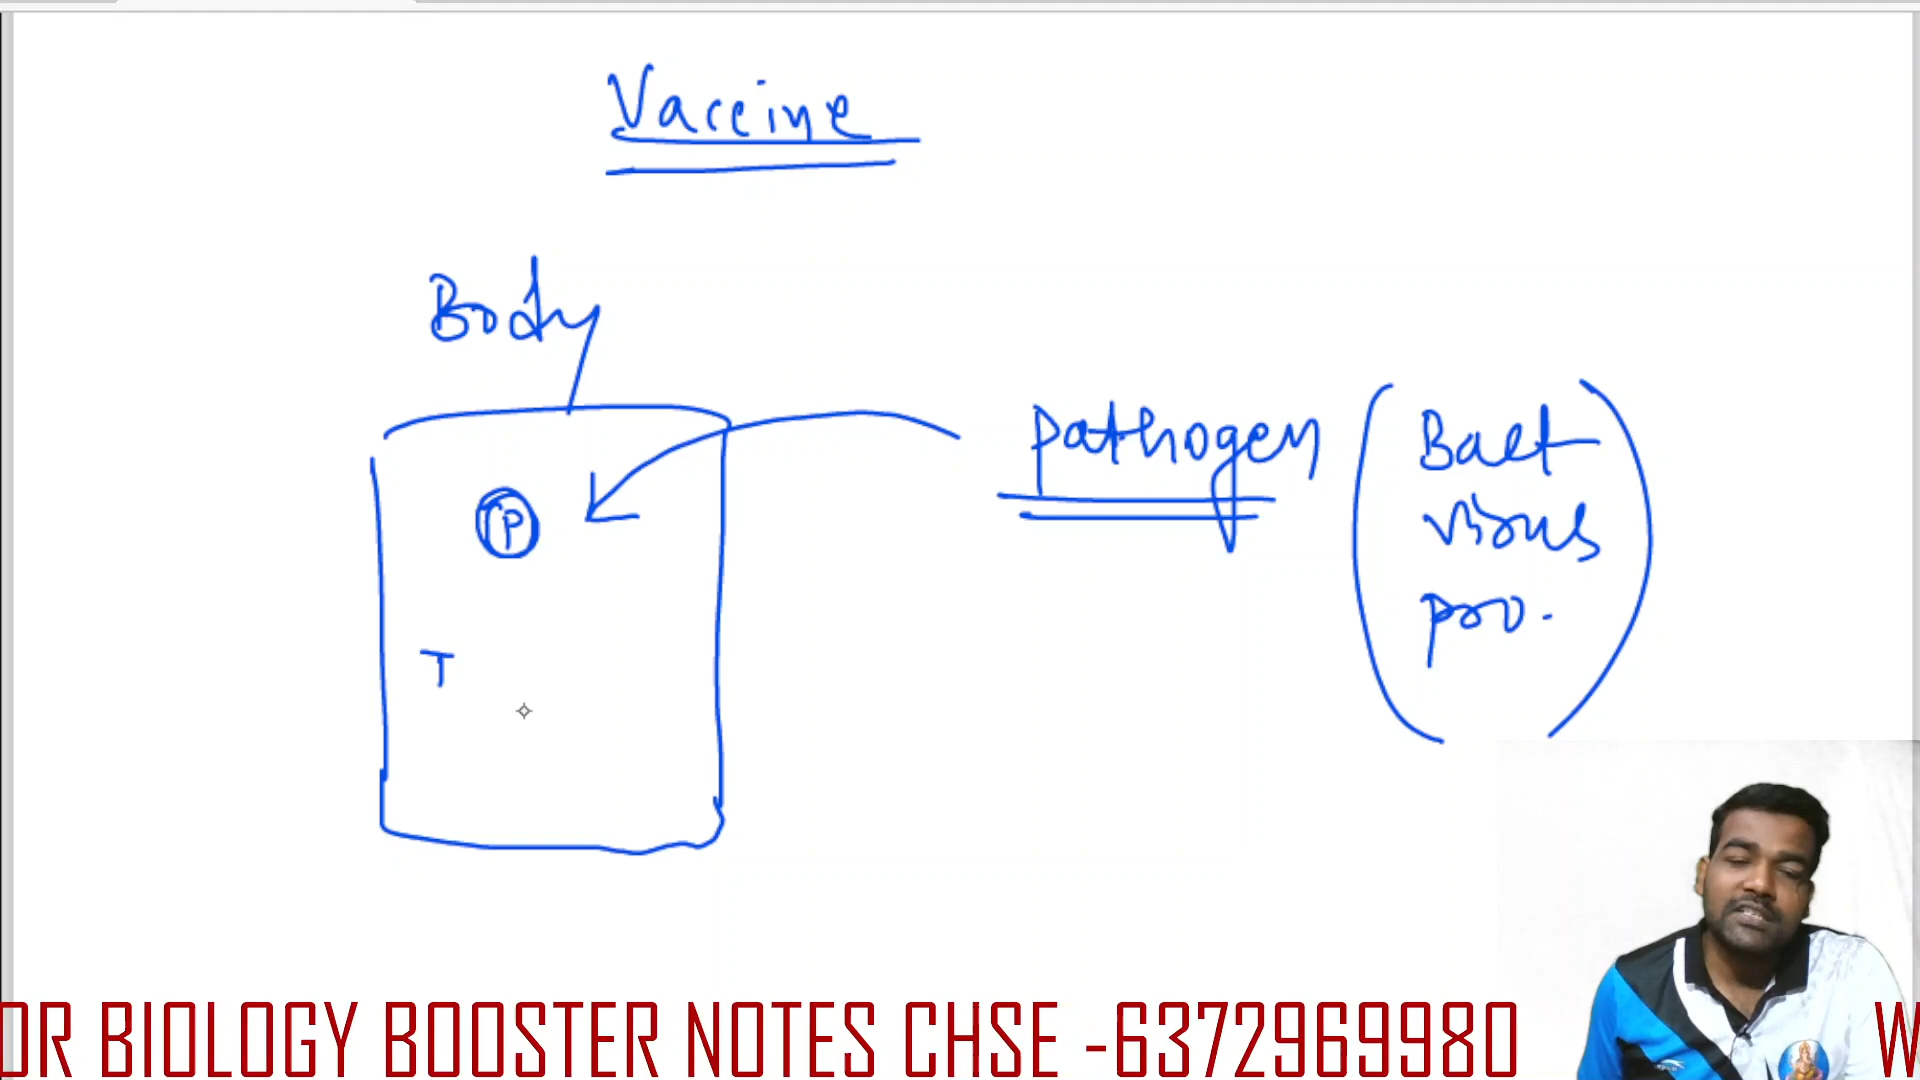 Vaccine
Body
pathogen
Bact
virus
pro.
P
T
OR BIOLOGY BOOSTER NOTES CHSE -6372969980 W